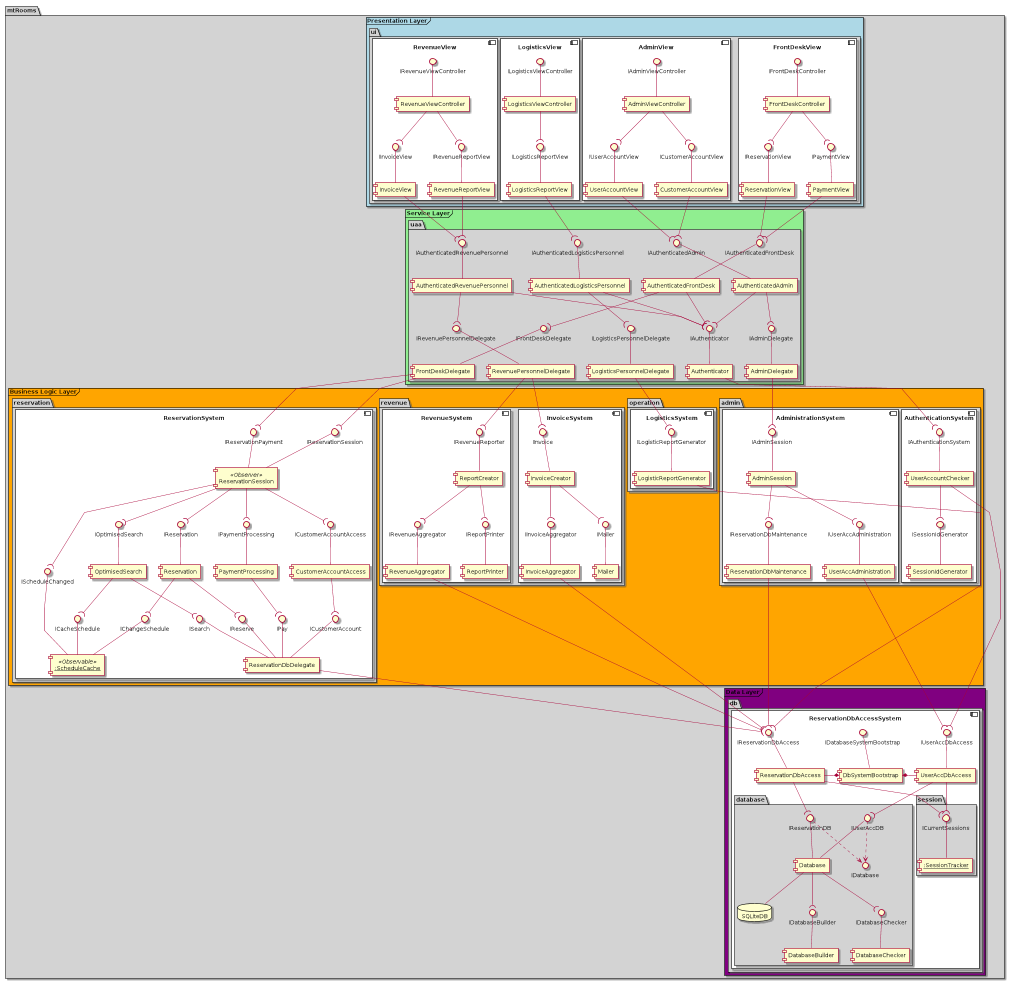 mtRooms
Presentation Layer
ui
RevenueView
LogisticsView
AdminView
FrontDeskView
IRevenueViewController
ILogisticsViewController
IAdminViewController
IFrontDeskController
RevenueViewController
LogisticsViewController
AdminViewController
FrontDeskController
IInvoiceView
IRevenueReportView
ILogisticsReportView
IUserAccountView
ICustomerAccountView
IReservationView
IPaymentView
InvoiceView
RevenueReportView
LogisticsReportView
UserAccountView
CustomerAccountView
ReservationView
PaymentView
Service Layer
uaa
IAuthenticatedRevenuePersonnel
IAuthenticatedLogisticsPersonnel
IAuthenticatedAdmin
IAuthenticatedFrontDesk
AuthenticatedRevenuePersonnel
AuthenticatedLogisticsPersonnel
AuthenticatedFrontDesk
AuthenticatedAdmin
IRevenuePersonnelDelegate
IFrontDeskDelegate
ILogisticsPersonnelDelegate
IAuthenticator
IAdminDelegate
FrontDeskDelegate
RevenuePersonnelDelegate
LogisticsPersonnelDelegate
Authenticator
AdminDelegate
Business Logic Layer
reservation
revenue
operation
admin
ReservationSystem
RevenueSystem
InvoiceSystem
LogisticsSystem
AdministrationSystem
AuthenticationSystem
IReservationPayment
IReservationSession
IRevenueReporter
IInvoice
ILogisticReportGenerator
IAdminSession
IAuthenticationSystem
«Observer»
ReservationSession
ReportCreator
InvoiceCreator
LogisticReportGenerator
AdminSession
UserAccountChecker
IOptimisedSearch
IReservation
IPaymentProcessing
ICustomerAccountAccess
IRevenueAggregator
IReportPrinter
IInvoiceAggregator
IMailer
IReservationDbMaintenance
IUserAccAdministration
ISessionIdGenerator
IScheduleChanged
OptimisedSearch
Reservation
PaymentProcessing
CustomerAccountAccess
RevenueAggregator
ReportPrinter
InvoiceAggregator
Mailer
ReservationDbMaintenance
UserAccAdministration
SessionIdGenerator
ICacheSchedule
IChangeSchedule
ISearch
IReserve
IPay
ICustomerAccount
«Observable»
:ScheduleCache
ReservationDbDelegate
Data Layer
db
ReservationDbAccessSystem
IReservationDbAccess
IDatabaseSystemBootstrap
IUserAccDbAccess
ReservationDbAccess
DbSystemBootstrap
UserAccDbAccess
database
session
IReservationDB
IUserAccDB
ICurrentSessions
Database
IDatabase
:SessionTracker
SQLiteDB
IDatabaseBuilder
IDatabaseChecker
DatabaseBuilder
DatabaseChecker